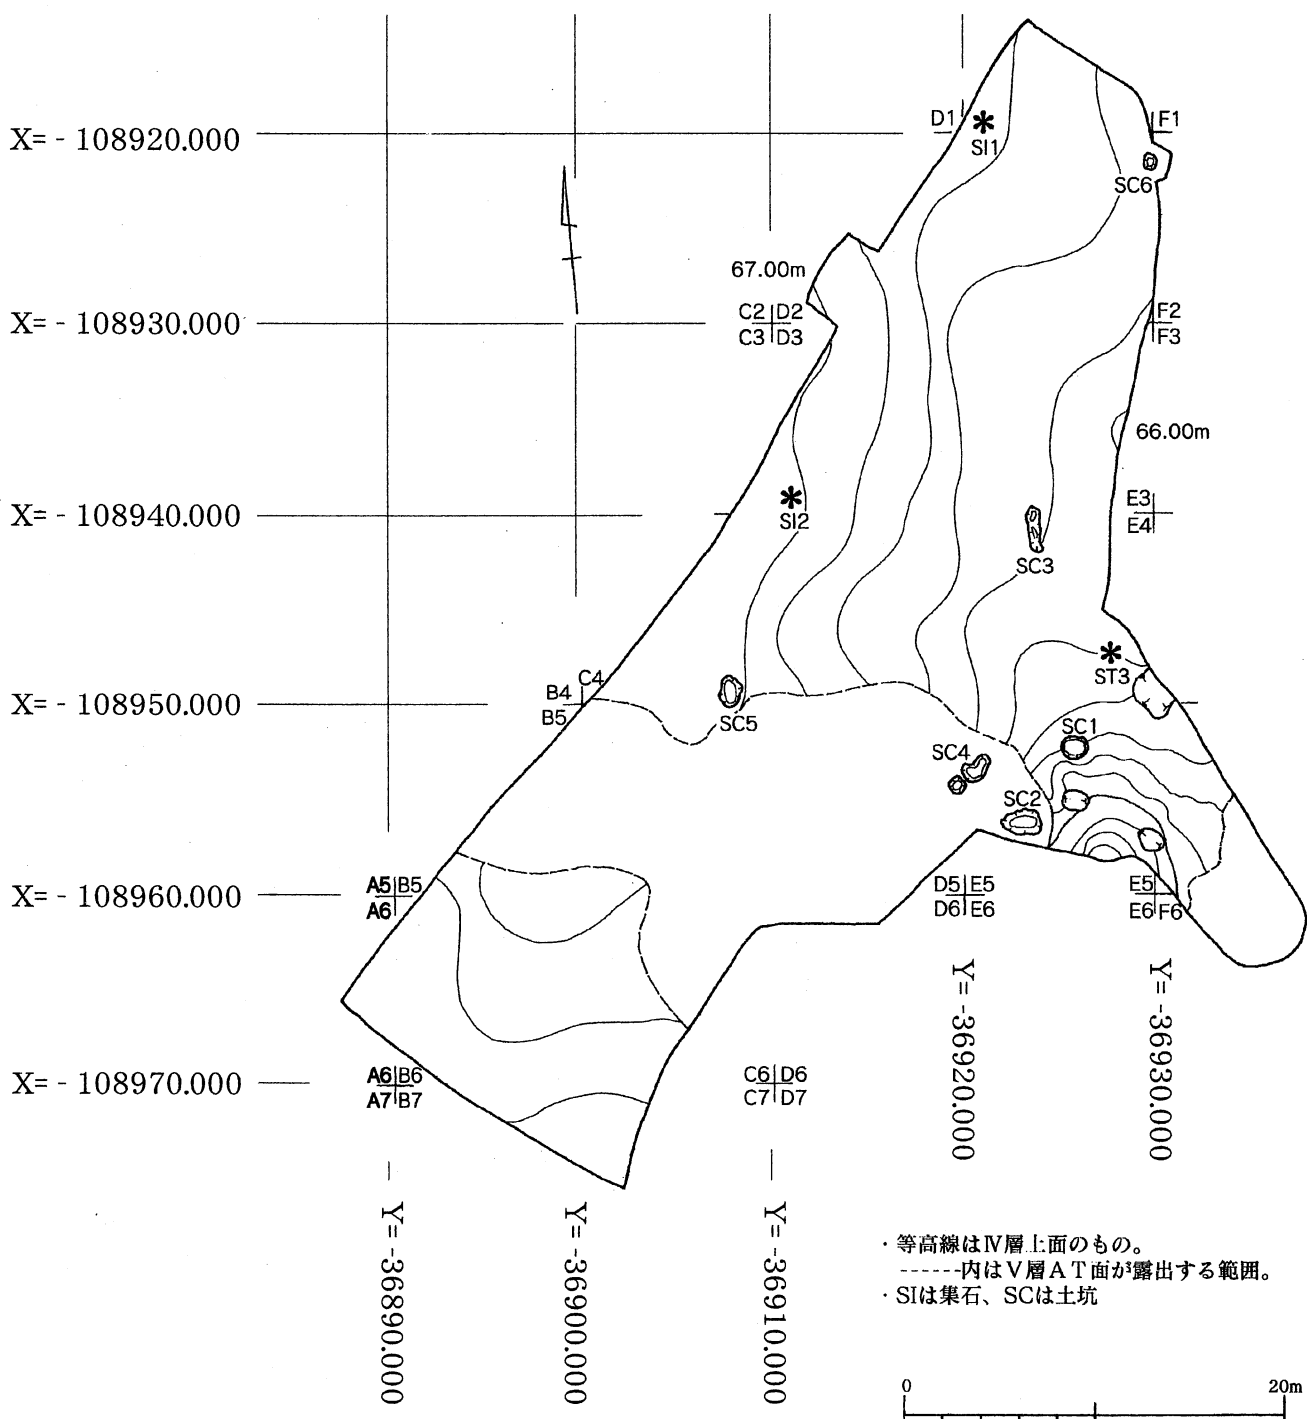 D1 F1
X= - 108920.000
SI1
SC6
67.00m
C2 D2 F2
X= - 108930.000
C3 D3 F3
66.00m
E3
X= - 108940.000
SI2
E4
SC3
ST3
C4
B4
X= - 108950.000
B5
SC5
SC1
SC4
SC2
A5 B5 D5 E5 E5
X= - 108960.000
A6 D6 E6 E6 F6
Y= -36920.000
Y= -36930.000
A6 B6 C6 D6
X= - 108970.000
A7 B7 C7 D7
Y= -36890.000
Y= -36900.000
Y= -36910.000
・等高線はⅣ層上面のもの。
------内はⅤ層AT面が露出する範囲。
・SIは集石、SCは土坑
0 20m